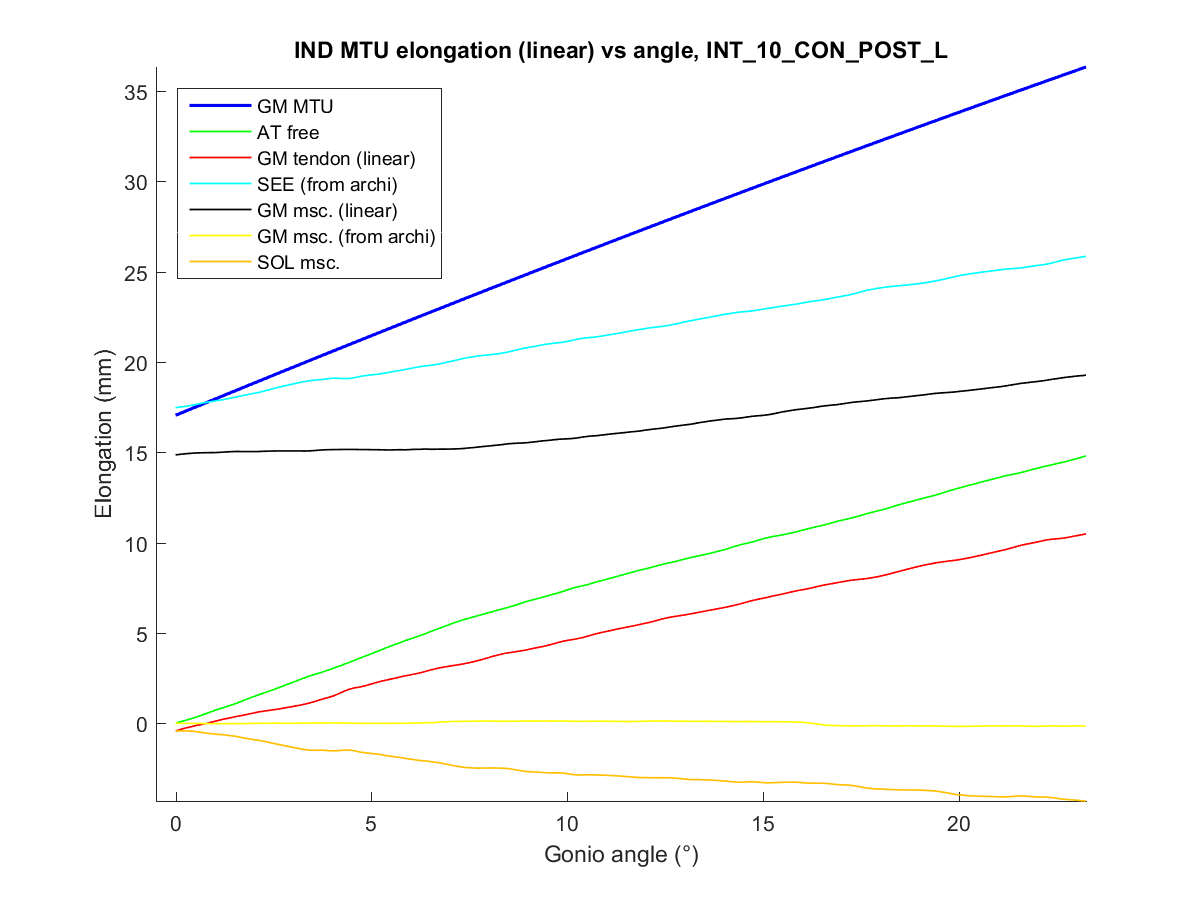 IND MTU elongation (linear) vs angle, INT_10_CON_POST_L
GM MTU
AT free
GM tendon (linear)
SEE (from archi)
GM msc. (linear)
GM msc. (from archi)
SOL msc.
35
30
25
20
15
10
5
0
Elongation (mm)
0 5 10 15 20
Gonio angle (°)